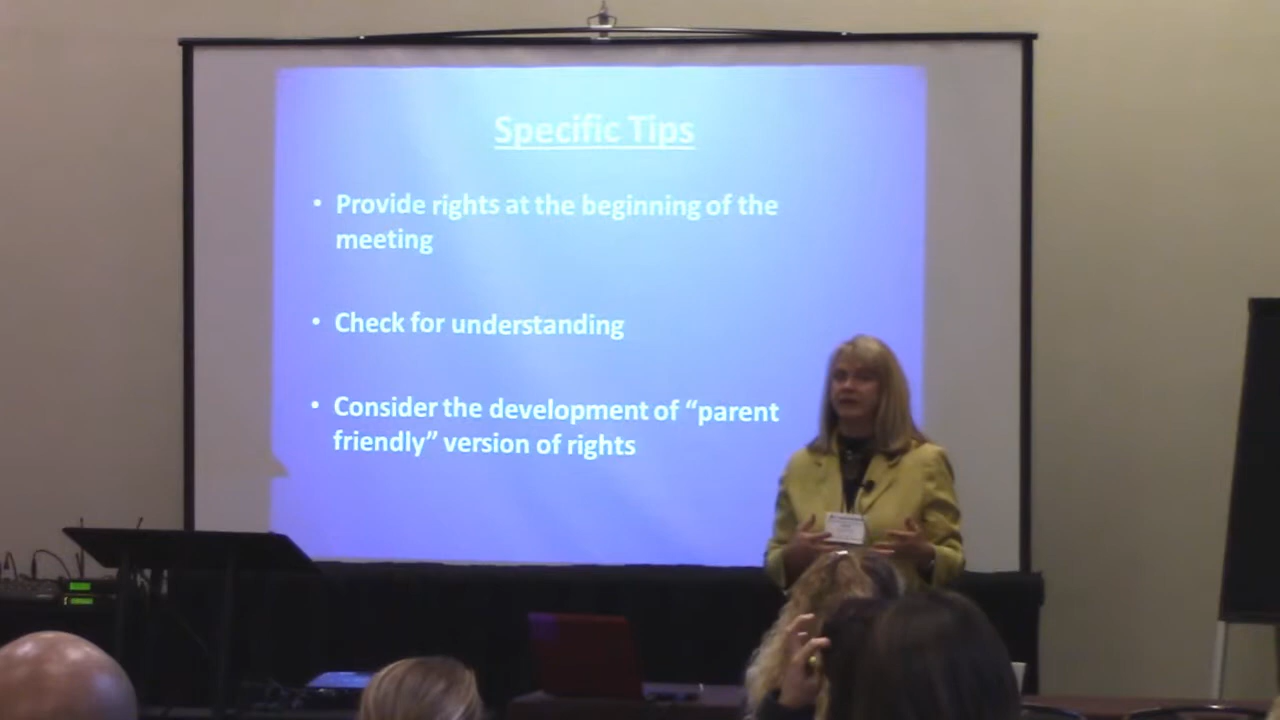 Specific Tips
• Provide rights at the beginning of the
meeting
• Check for understanding
• Consider the development of “parent
friendly” version of rights